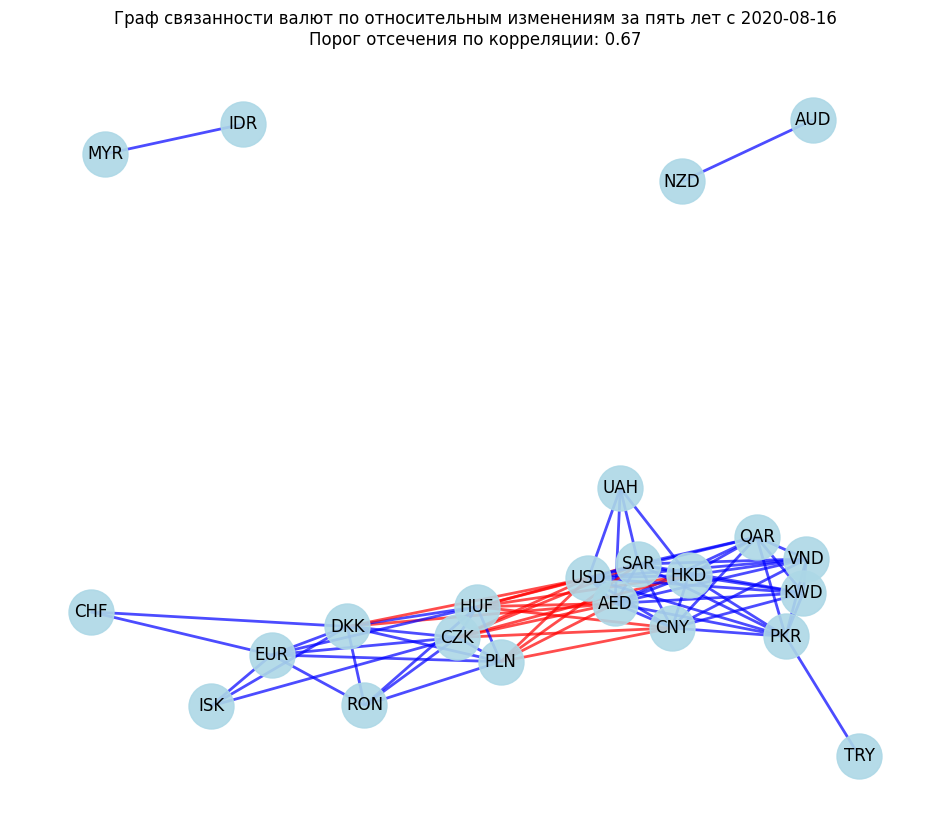 Граф связанности валют по относительным изменениям за пять лет с 2020-08-16
Порог отсечения по корреляции: 0.67
AUD
IDR
MYR
NZD
UAH
QAR
VND
SAR
HKD
USD
KWD
AED
HUF
CHF
DKK
CNY
CZK
PKR
EUR
PLN
ISK
RON
TRY